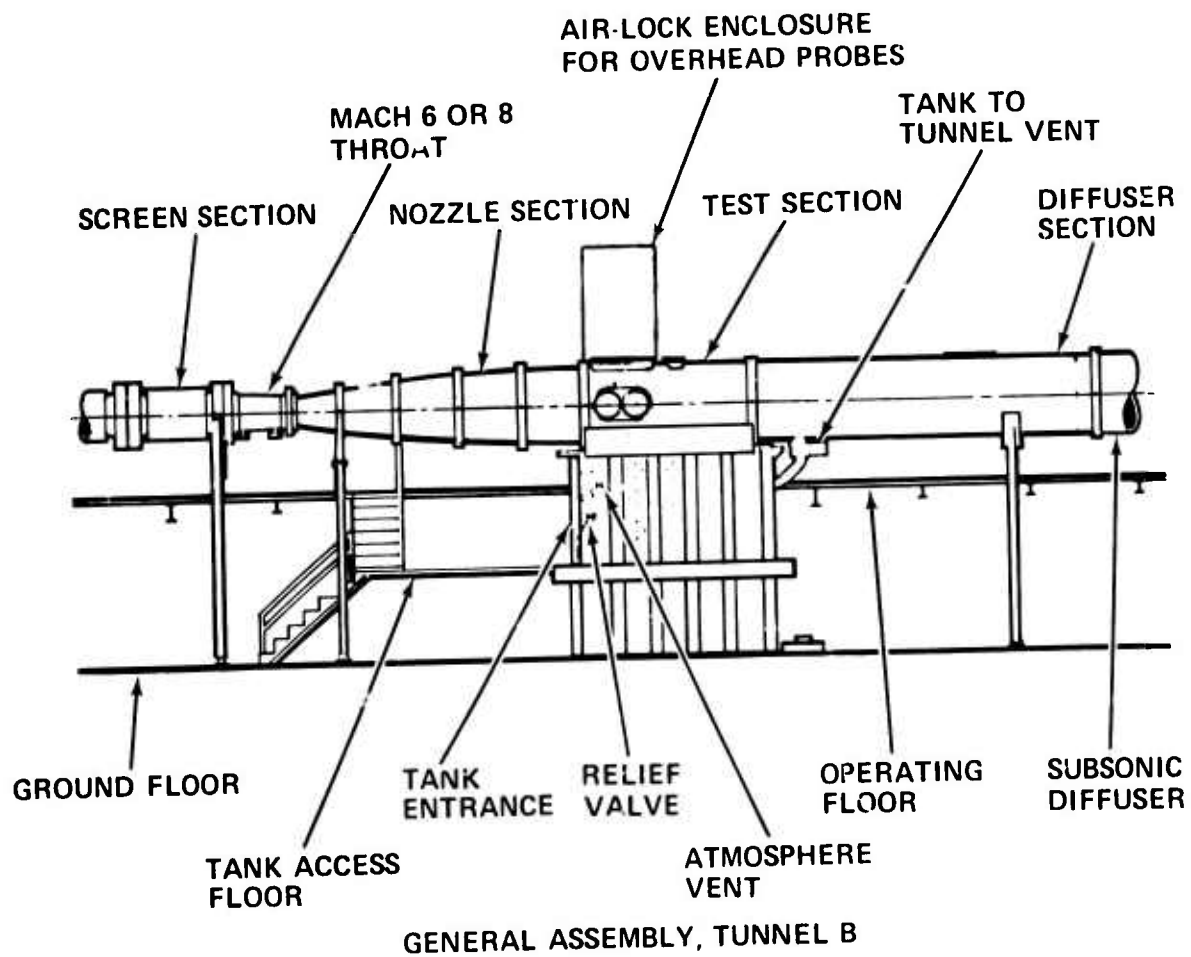 AIR-LOCK ENCLOSURE
FOR OVERHEAD PROBES
TANK TO
TUNNEL VENT
MACH 6 OR 8
THROAT
SCREEN SECTION
NOZZLE SECTION
TEST SECTION
DIFFUSER
SECTION
GROUND FLOOR
TANK
ENTRANCE
RELIEF
VALVE
OPERATING
FLOOR
SUBSONIC
DIFFUSER
TANK ACCESS
FLOOR
ATMOSPHERE
VENT
GENERAL ASSEMBLY, TUNNEL B